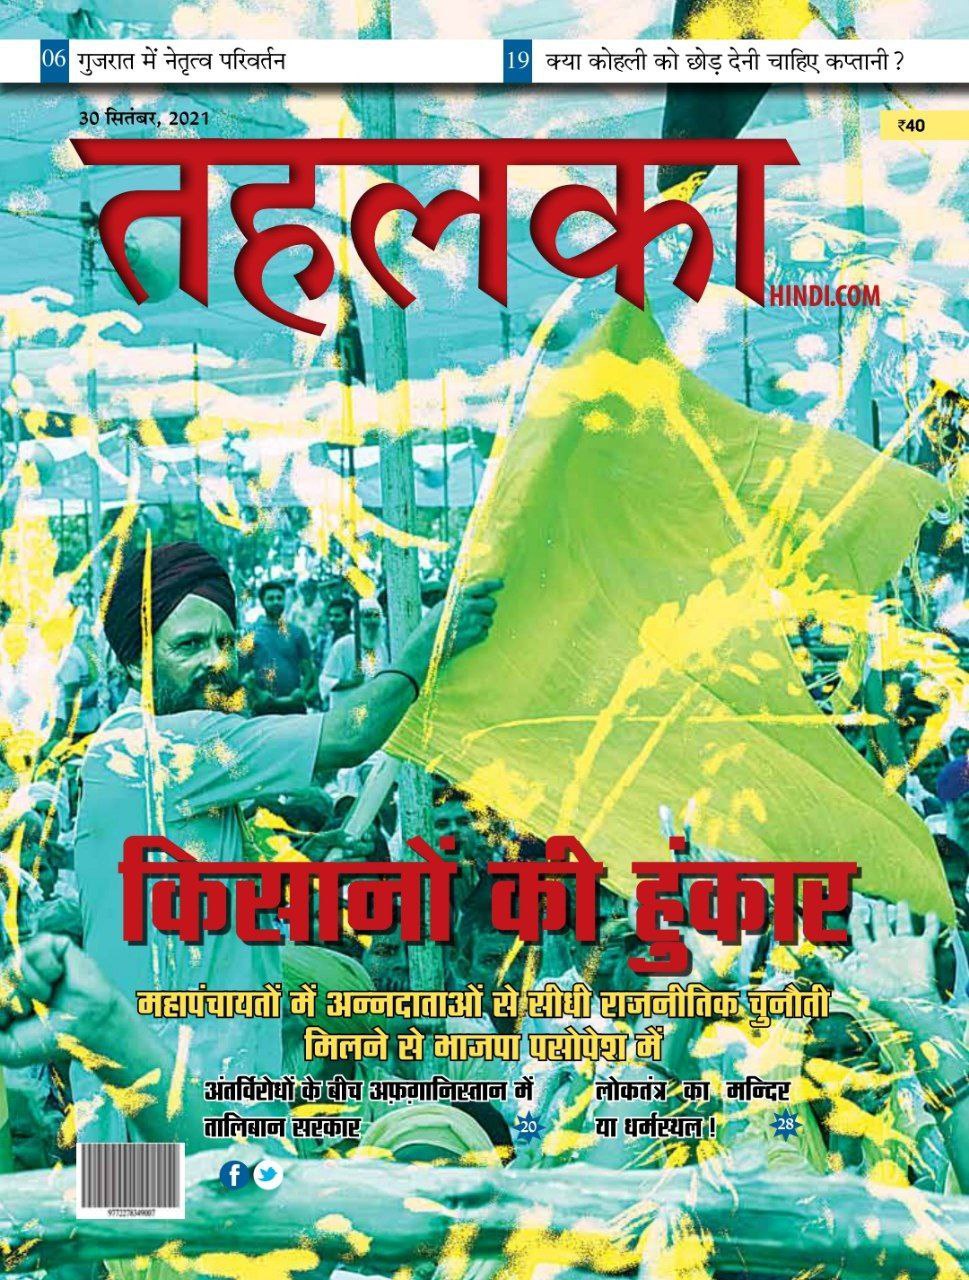 06 गुजरात में नेतृत्व परिवर्तन
19 क्या कोहली को छोड़ देनी चाहिए कप्तानी ?
30 सितंबर, 2021
₹40
तहलका
HINDI.COM
किसानों की हुंकार
महापंचायतों में अन्नदाताओं से सीधी राजनीतिक चुनौती
मिलने से भाजपा पसोपेश में
अंतर्विरोधों के बीच अफ़ग़ानिस्तान में
तालिबान सरकार 20
लोकतंत्र का मन्दिर
या धर्मस्थल ! 28
9772278349007